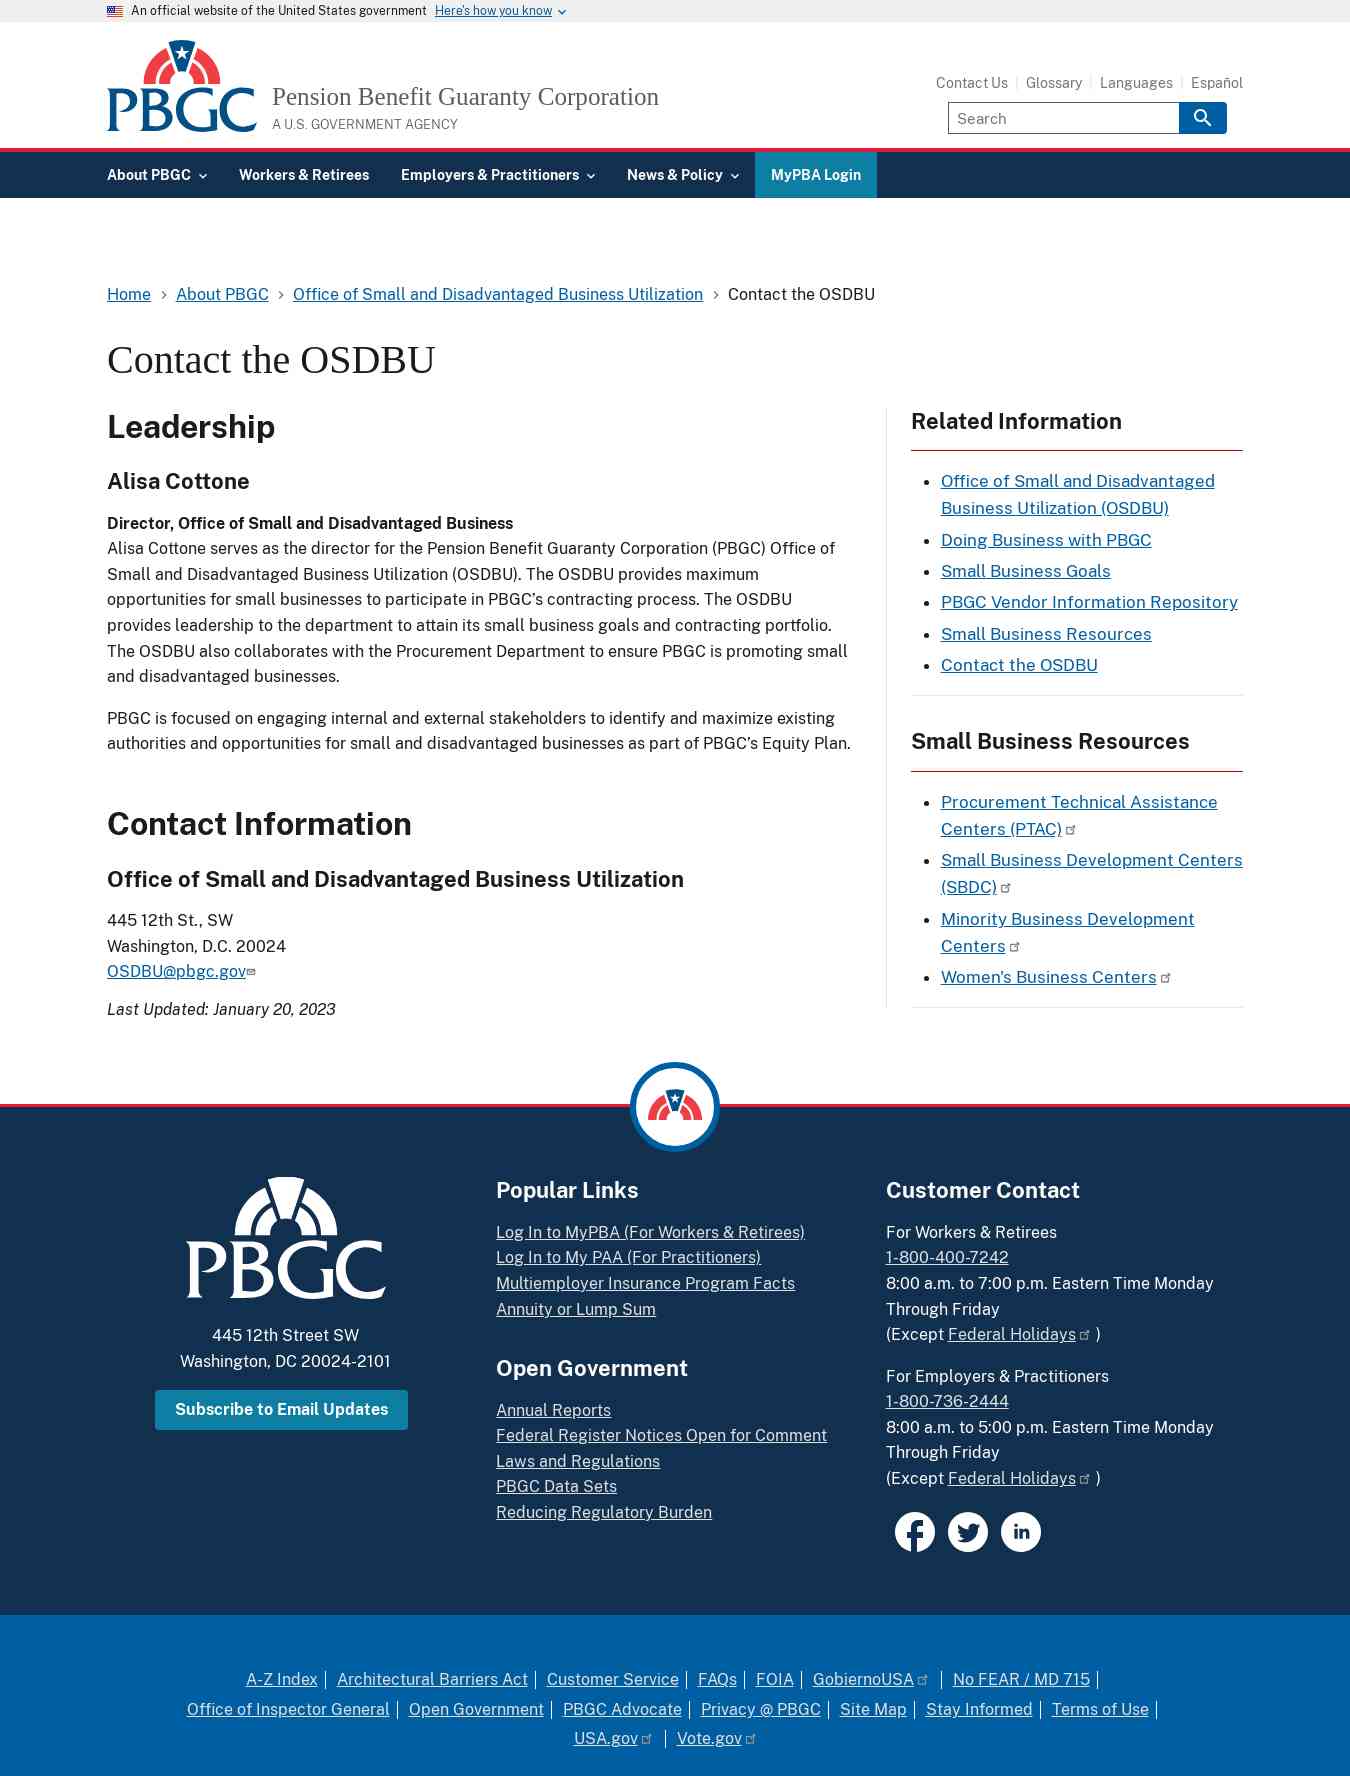 An official website of the United States government Here's how you know
PBGC
Pension Benefit Guaranty Corporation
A U.S. GOVERNMENT AGENCY
Contact Us Glossary Languages Español
Search
About PBGC Workers & Retirees Employers & Practitioners News & Policy MyPBA Login
Home About PBGC Office of Small and Disadvantaged Business Utilization Contact the OSDBU
Contact the OSDBU
Leadership
Alisa Cottone
Director, Office of Small and Disadvantaged Business
Alisa Cottone serves as the director for the Pension Benefit Guaranty Corporation (PBGC) Office of
Small and Disadvantaged Business Utilization (OSDBU). The OSDBU provides maximum
opportunities for small businesses to participate in PBGC's contracting process. The OSDBU
provides leadership to the department to attain its small business goals and contracting portfolio.
The OSDBU also collaborates with the Procurement Department to ensure PBGC is promoting small
and disadvantaged businesses.
PBGC is focused on engaging internal and external stakeholders to identify and maximize existing
authorities and opportunities for small and disadvantaged businesses as part of PBGC's Equity Plan.
Contact Information
Office of Small and Disadvantaged Business Utilization
445 12th St., SW
Washington, D.C. 20024
OSDBU@pbgc.gov
Last Updated: January 20, 2023
Related Information
Office of Small and Disadvantaged
Business Utilization (OSDBU)
Doing Business with PBGC
Small Business Goals
PBGC Vendor Information Repository
Small Business Resources
Contact the OSDBU
Small Business Resources
Procurement Technical Assistance
Centers (PTAC)
Small Business Development Centers
(SBDC)
Minority Business Development
Centers
Women's Business Centers
PBGC
445 12th Street SW
Washington, DC 20024-2101
Subscribe to Email Updates
Popular Links
Log In to MyPBA (For Workers & Retirees)
Log In to My PAA (For Practitioners)
Multiemployer Insurance Program Facts
Annuity or Lump Sum
Open Government
Annual Reports
Federal Register Notices Open for Comment
Laws and Regulations
PBGC Data Sets
Reducing Regulatory Burden
Customer Contact
For Workers & Retirees
1-800-400-7242
8:00 a.m. to 7:00 p.m. Eastern Time Monday
Through Friday
(Except Federal Holidays )
For Employers & Practitioners
1-800-736-2444
8:00 a.m. to 5:00 p.m. Eastern Time Monday
Through Friday
(Except Federal Holidays )
in
A-Z Index Architectural Barriers Act Customer Service FAQs FOIA GobiernoUSA No FEAR / MD 715
Office of Inspector General Open Government PBGC Advocate Privacy @ PBGC Site Map Stay Informed Terms of Use
USA.gov Vote.gov